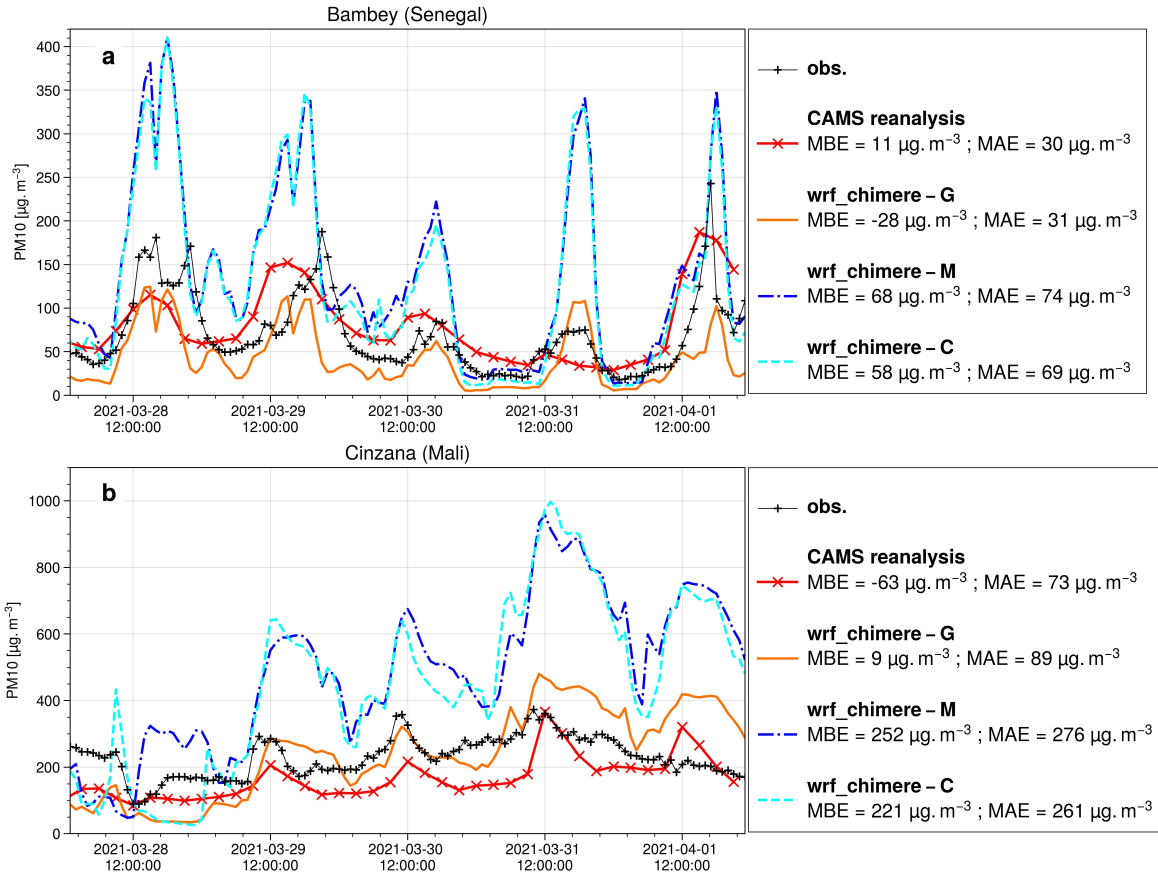 Bambey (Senegal)
a
PM10 [µg. m⁻³]
400
350
300
250
200
150
100
50
0
2021-03-28 12:00:00
2021-03-29 12:00:00
2021-03-30 12:00:00
2021-03-31 12:00:00
2021-04-01 12:00:00
obs.
CAMS reanalysis
MBE = 11 µg. m⁻³ ; MAE = 30 µg. m⁻³
wrf_chimere – G
MBE = -28 µg. m⁻³ ; MAE = 31 µg. m⁻³
wrf_chimere – M
MBE = 68 µg. m⁻³ ; MAE = 74 µg. m⁻³
wrf_chimere – C
MBE = 58 µg. m⁻³ ; MAE = 69 µg. m⁻³
Cinzana (Mali)
b
PM10 [µg. m⁻³]
1000
800
600
400
200
0
2021-03-28 12:00:00
2021-03-29 12:00:00
2021-03-30 12:00:00
2021-03-31 12:00:00
2021-04-01 12:00:00
obs.
CAMS reanalysis
MBE = -63 µg. m⁻³ ; MAE = 73 µg. m⁻³
wrf_chimere – G
MBE = 9 µg. m⁻³ ; MAE = 89 µg. m⁻³
wrf_chimere – M
MBE = 252 µg. m⁻³ ; MAE = 276 µg. m⁻³
wrf_chimere – C
MBE = 221 µg. m⁻³ ; MAE = 261 µg. m⁻³